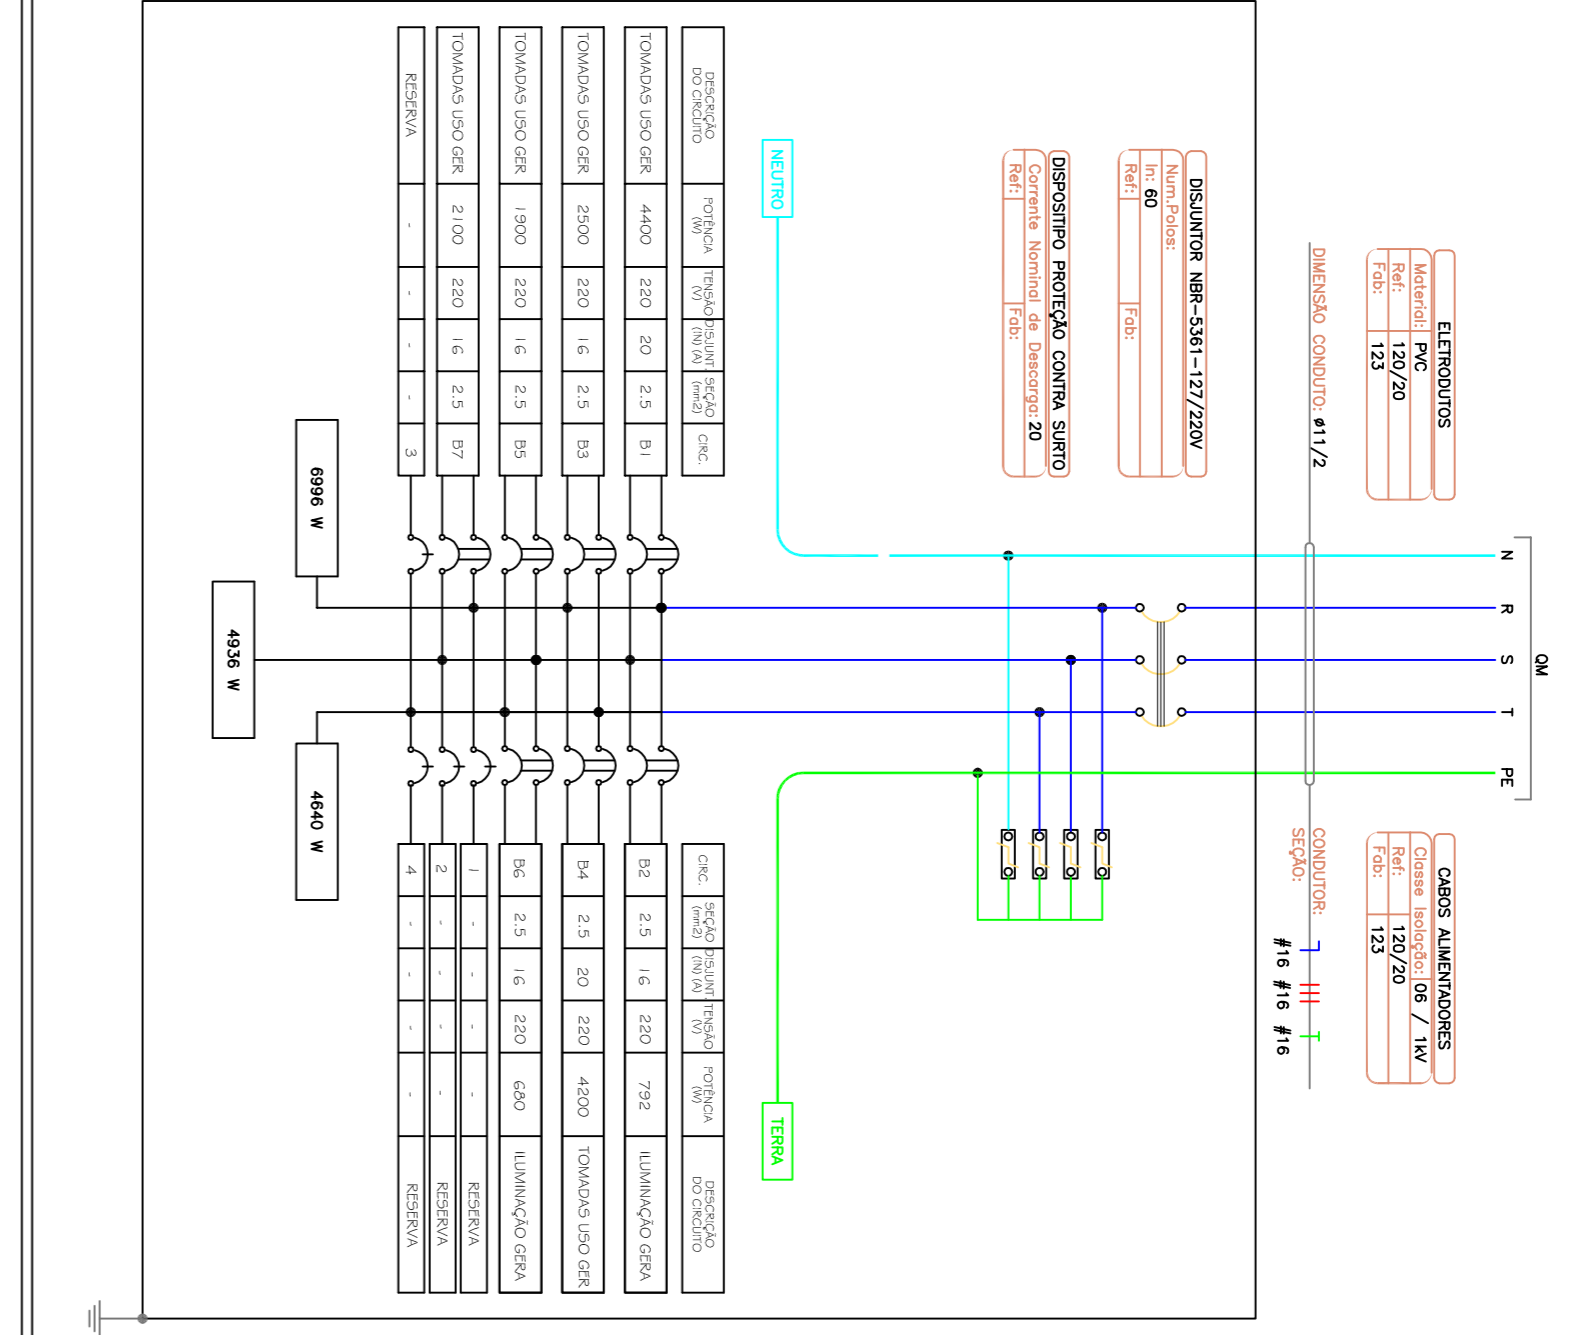 QM
N
R
S
T
PE
ELETRODUTOS
Material: PVC
Ref: 120/20
Fab: 123
CABOS ALIMENTADORES
Classe Isolação: 06 / 1kV
Ref: 120/20
Fab: 123
DIMENSÃO CONDUTO: ø11/2
CONDUTOR:
SEÇÃO: #16 #16 #16
DISJUNTOR NBR-5361-127/220V
Num.Polos:
In: 60
Ref: Fab:
DISPOSITIPO PROTEÇÃO CONTRA SURTO
Corrente Nominal de Descarga: 20
Ref: Fab:
NEUTRO
TERRA
DESCRIÇÃO
DO CIRCUITO
POTÊNCIA
(W)
TENSÃO
(V)
DISJUNT.
(IN) (A)
SEÇÃO
(mm2)
CIRC.
TOMADAS USO GER 4400 220 20 2.5 B1
TOMADAS USO GER 2500 220 16 2.5 B3
TOMADAS USO GER 1900 220 16 2.5 B5
TOMADAS USO GER 2100 220 16 2.5 B7
RESERVA - - - - 3
CIRC.
SEÇÃO
(mm2)
DISJUNT.
(IN) (A)
TENSÃO
(V)
POTÊNCIA
(W)
DESCRIÇÃO
DO CIRCUITO
B2 2.5 16 220 792 ILUMINAÇÃO GERA
B4 2.5 20 220 4200 TOMADAS USO GER
B6 2.5 16 220 680 ILUMINAÇÃO GERA
1 - - - - RESERVA
2 - - - - RESERVA
4 - - - - RESERVA
6996 W
4936 W
4640 W